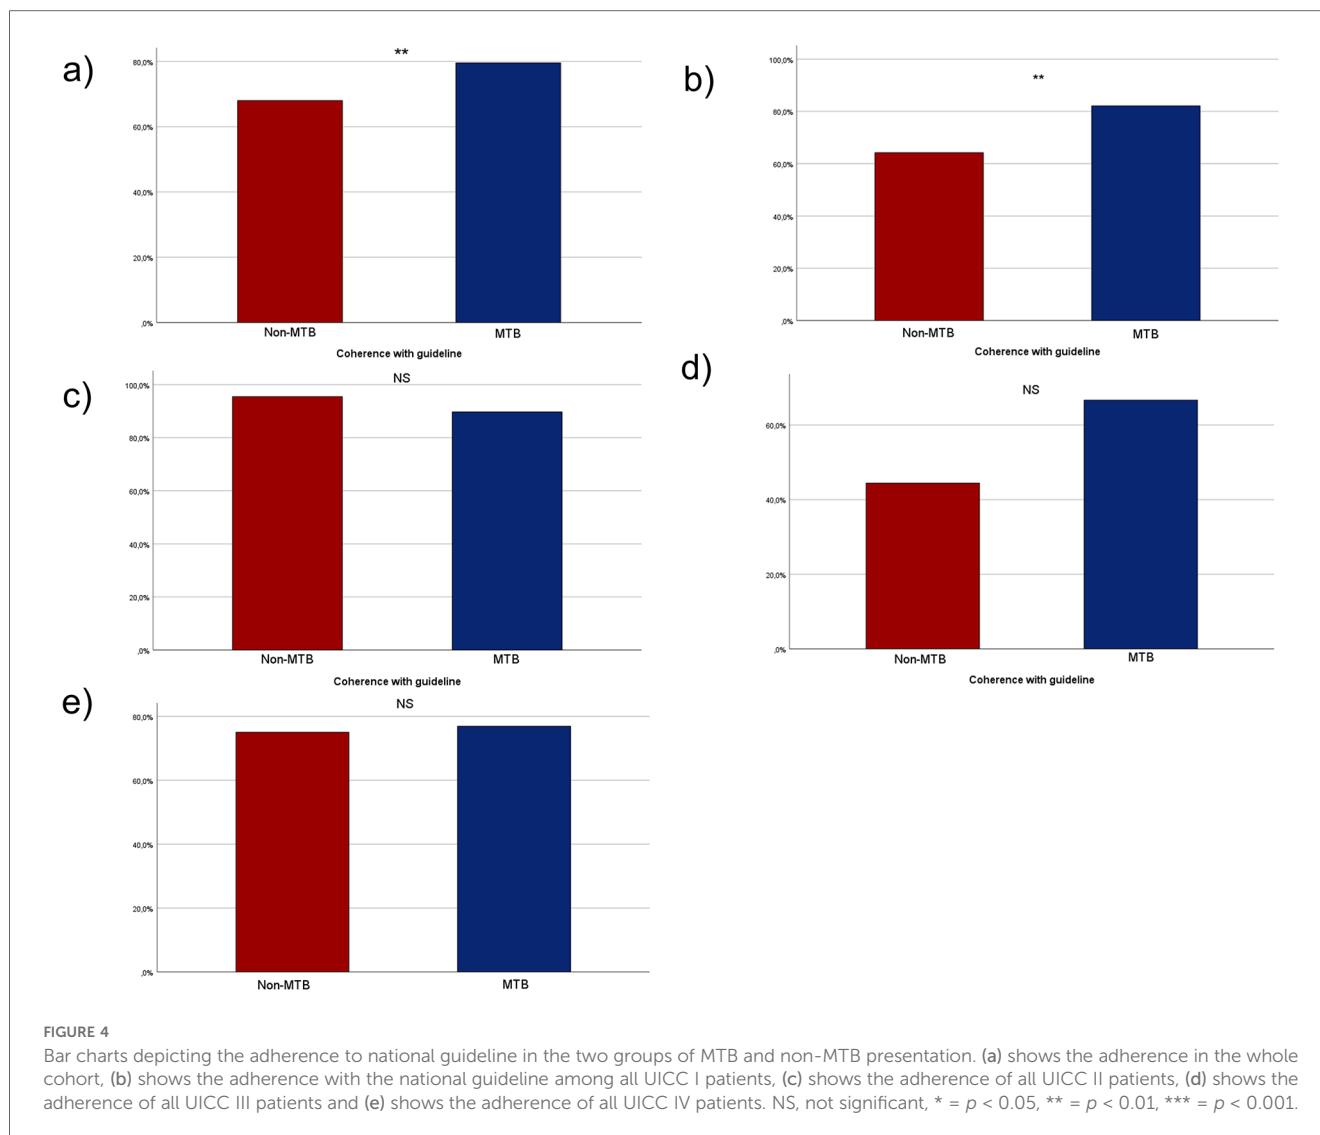 a)
**
80,0%
60,0%
40,0%
20,0%
,0%
Non-MTB
MTB
Coherence with guideline
b)
**
100,0%
80,0%
60,0%
40,0%
20,0%
,0%
Non-MTB
MTB
Coherence with guideline
c)
NS
100,0%
80,0%
60,0%
40,0%
20,0%
,0%
Non-MTB
MTB
Coherence with guideline
d)
NS
60,0%
40,0%
20,0%
,0%
Non-MTB
MTB
Coherence with guideline
e)
NS
80,0%
60,0%
40,0%
20,0%
,0%
Non-MTB
MTB
FIGURE 4
Bar charts depicting the adherence to national guideline in the two groups of MTB and non-MTB presentation. (a) shows the adherence in the whole
cohort, (b) shows the adherence with the national guideline among all UICC I patients, (c) shows the adherence of all UICC II patients, (d) shows the
adherence of all UICC III patients and (e) shows the adherence of all UICC IV patients. NS, not significant, * = p < 0.05, ** = p < 0.01, *** = p < 0.001.